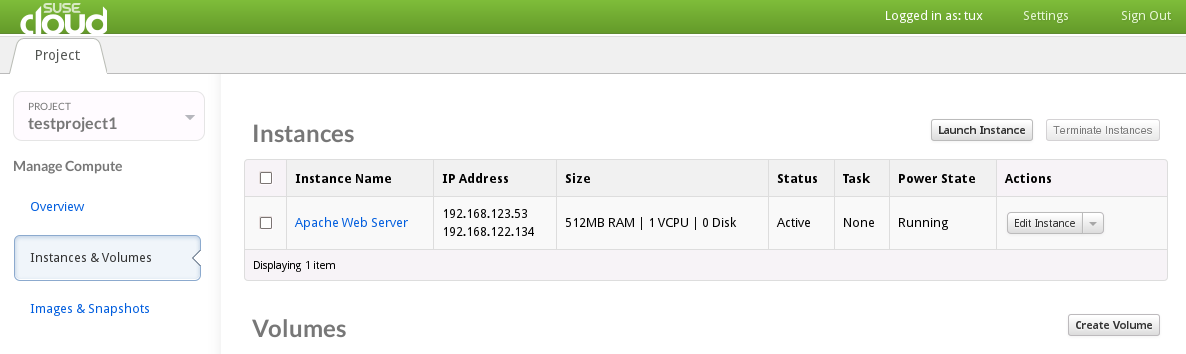 SUSE
cloud
Logged in as: tux Settings Sign Out
Project
PROJECT
testproject1
Manage Compute
Overview
Instances & Volumes
Images & Snapshots
Instances
Launch Instance Terminate Instances
Instance Name IP Address Size Status Task Power State Actions
Apache Web Server 192.168.123.53 512MB RAM | 1 VCPU | 0 Disk Active None Running Edit Instance
192.168.122.134
Displaying 1 item
Volumes
Create Volume